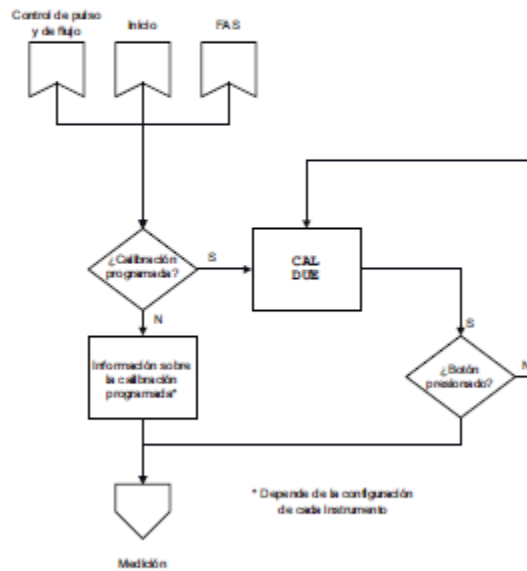 Control de pulso
y de flujo
Inicio
FAS
¿Calibración
programada?
S
CAL
DUE
N
S
Información sobre
la calibración
programada*
¿Botón
presionado?
N
* Depende de la configuración
de cada Instrumento
Medición